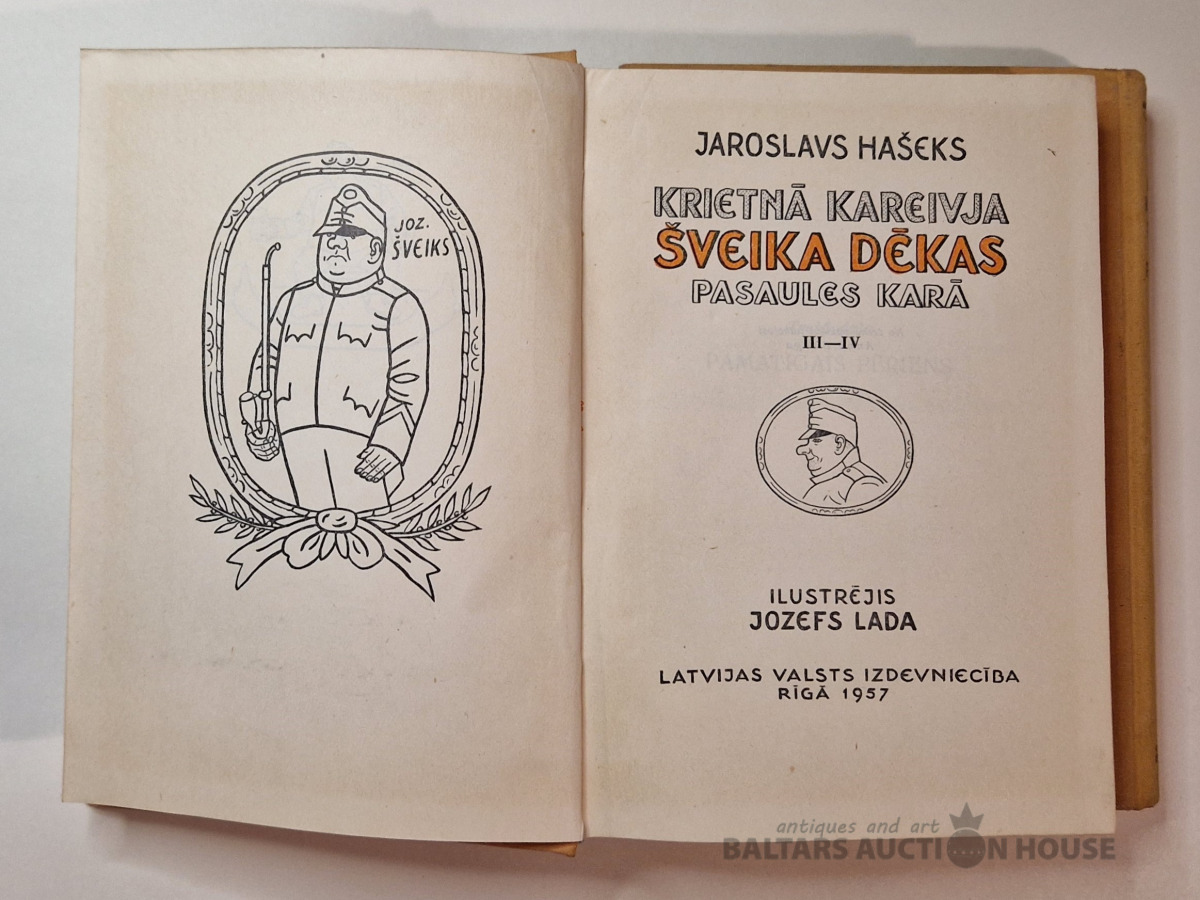 JOZ.
ŠVEIKS
JAROSLAVS HAŠEKS
KRIETNĀ KAREIVJA
ŠVEIKA DĒKAS
PASAULES KARĀ
III—IV
ILUSTRĒJIS
JOZEFS LADA
LATVIJAS VALSTS IZDEVNIECĪBA
RĪGĀ 1957
antiques and art
BALTARS AUCTION HOUSE